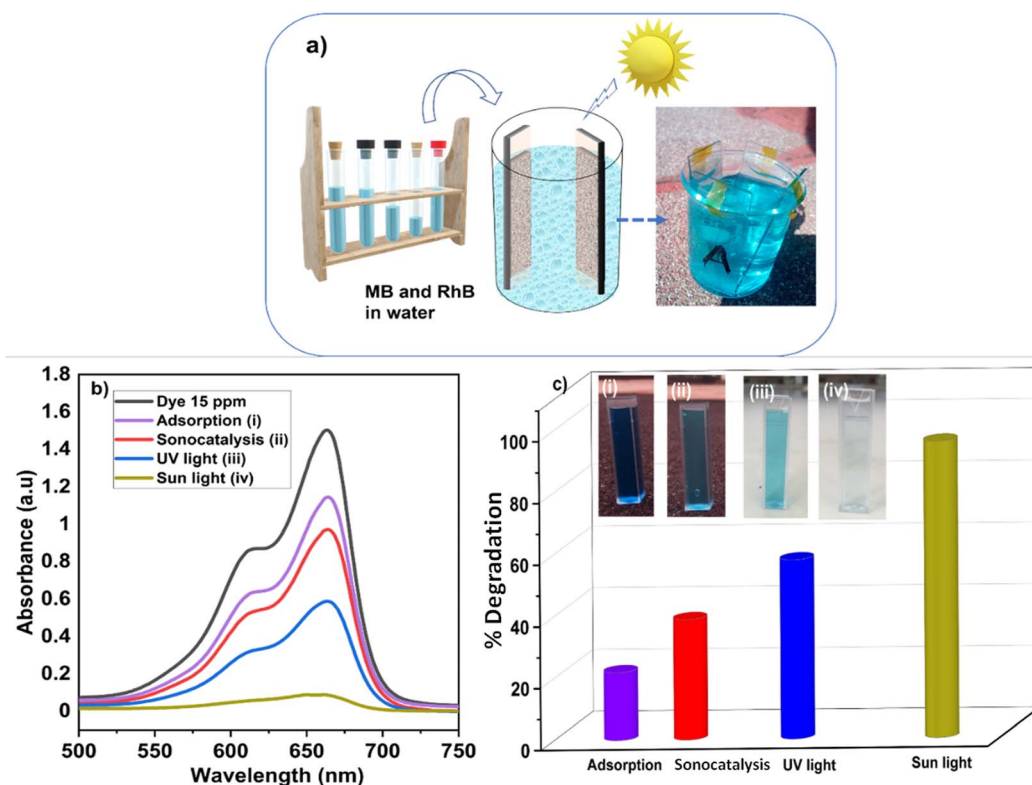 a)
MB and RhB
in water
A
b)
Dye 15 ppm
Adsorption (i)
Sonocatalysis (ii)
UV light (iii)
Sun light (iv)
Absorbance (a.u)
1.8
1.6
1.4
1.2
1
0.8
0.6
0.4
0.2
0
500
550
600
650
700
750
Wavelength (nm)
c)
(i)
(ii)
(iii)
(iv)
% Degradation
100
80
60
40
20
0
Adsorption
Sonocatalysis
UV light
Sun light